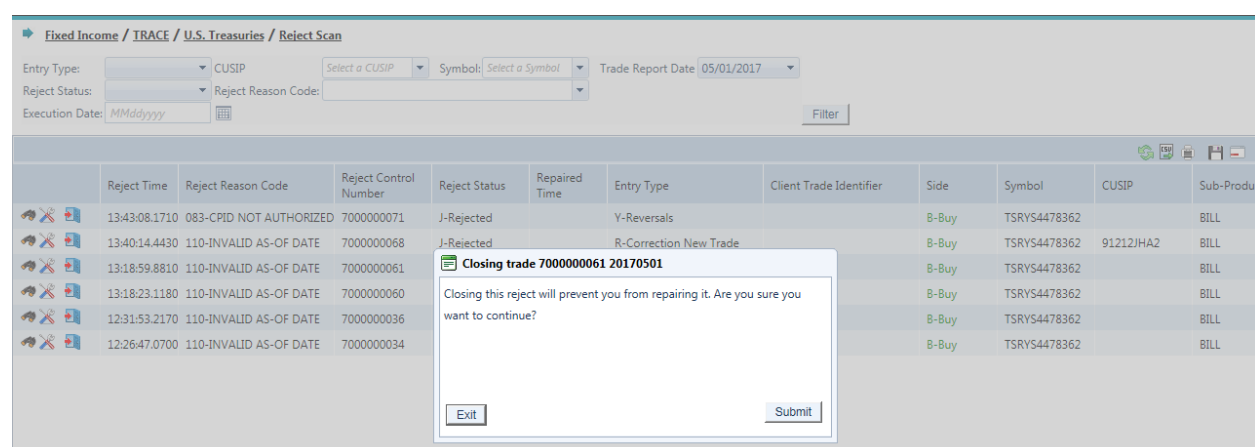 Fixed Income / TRACE / U.S. Treasuries / Reject Scan
Entry Type: CUSIP Select a CUSIP Symbol: Select a Symbol Trade Report Date 05/01/2017
Reject Status: Reject Reason Code:
Execution Date: MMddyyyy Filter
CSV
Reject Time Reject Reason Code Reject Control Number Reject Status Repaired Time Entry Type Client Trade Identifier Side Symbol CUSIP Sub-Produ
13:43:08.1710 083-CPID NOT AUTHORIZED 7000000071 J-Rejected Y-Reversals B-Buy TSRYS4478362 BILL
13:40:14.4430 110-INVALID AS-OF DATE 7000000068 J-Rejected R-Correction New Trade B-Buy TSRYS4478362 91212JHA2 BILL
13:18:59.8810 110-INVALID AS-OF DATE 7000000061 B-Buy TSRYS4478362 BILL
13:18:23.1180 110-INVALID AS-OF DATE 7000000060 B-Buy TSRYS4478362 BILL
12:31:53.2170 110-INVALID AS-OF DATE 7000000036 B-Buy TSRYS4478362 BILL
12:26:47.0700 110-INVALID AS-OF DATE 7000000034 B-Buy TSRYS4478362 BILL
Closing trade 7000000061 20170501
Closing this reject will prevent you from repairing it. Are you sure you
want to continue?
Exit Submit